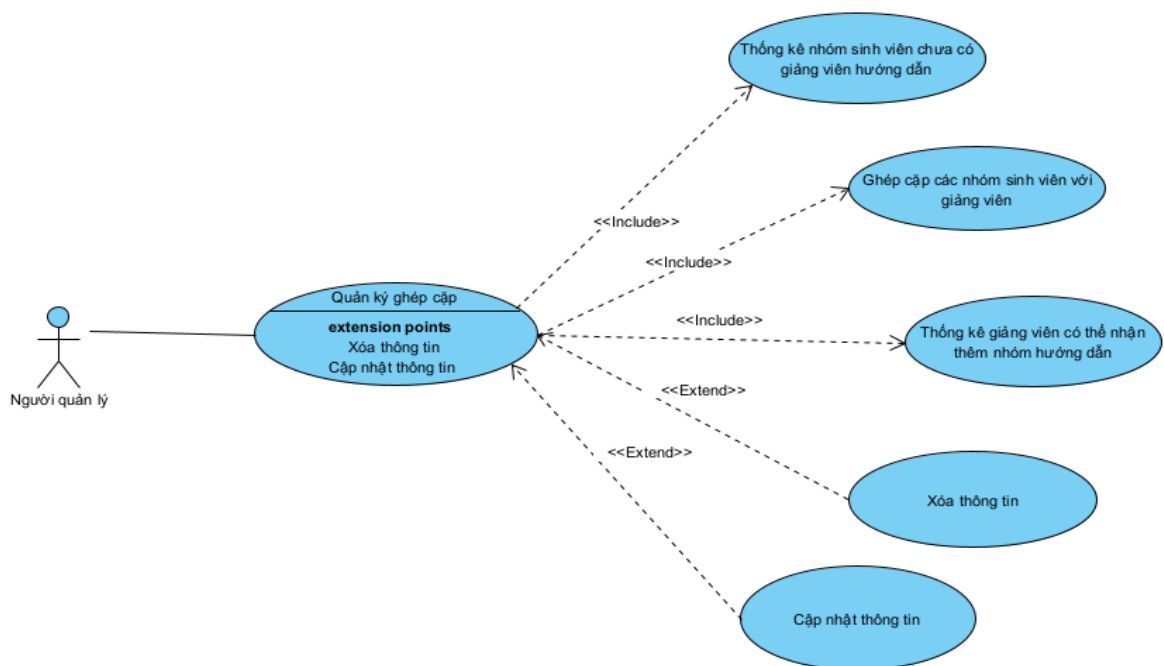 Thống kê nhóm sinh viên chưa có
giảng viên hướng dẫn
Ghép cặp các nhóm sinh viên với
giảng viên
<<Include>>
<<Include>>
Quản ký ghép cặp
extension points
Xóa thông tin
Cập nhật thông tin
<<Include>>
Thống kê giảng viên có thể nhận
thêm nhóm hướng dẫn
Người quản lý
<<Extend>>
<<Extend>>
Xóa thông tin
Cập nhật thông tin